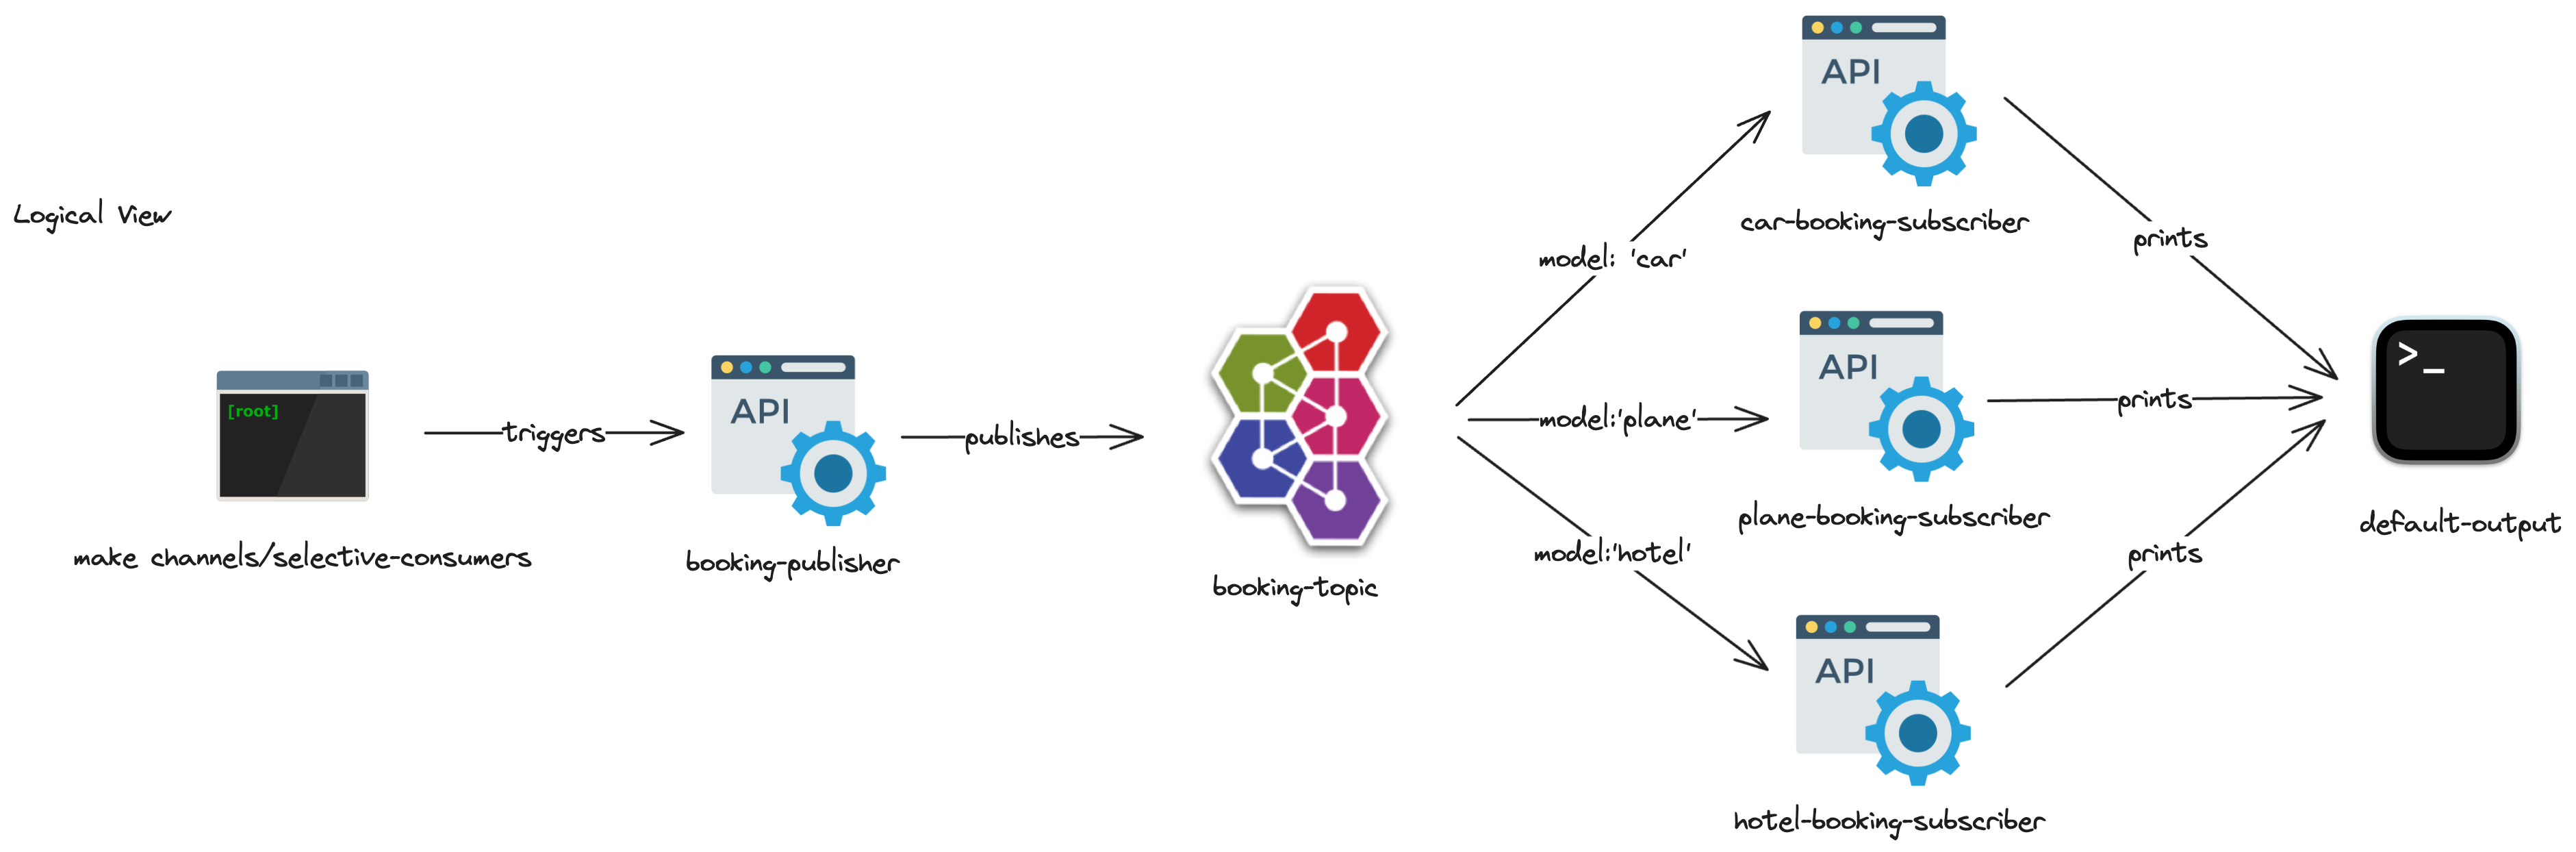 Logical View
[root]
make channels/selective-consumers
triggers
API
booking-publisher
publishes
booking-topic
model: 'car'
model:'plane'
model:'hotel'
API
car-booking-subscriber
API
plane-booking-subscriber
API
hotel-booking-subscriber
prints
prints
prints
>_
default-output